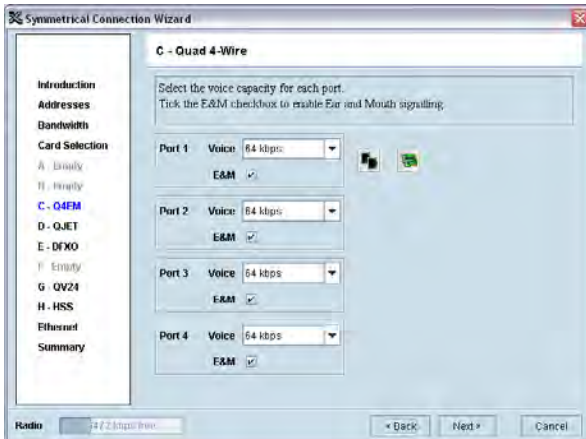 Symmetrical Connection Wizard
C - Quad 4-Wire
Select the voice capacity for each port.
Tick the E&M checkbox to enable Ear and Mouth signalling.
Introduction
Addresses
Bandwidth
Card Selection
A - Empty
B - Empty
C - Q4EM
D - QJET
E - DFXO
F - Empty
G - QV24
H - HSS
Ethernet
Summary
Port 1 Voice 64 kbps
E&M
Port 2 Voice 64 kbps
E&M
Port 3 Voice 64 kbps
E&M
Port 4 Voice 64 kbps
E&M
Radio kbps free
< Back Next > Cancel